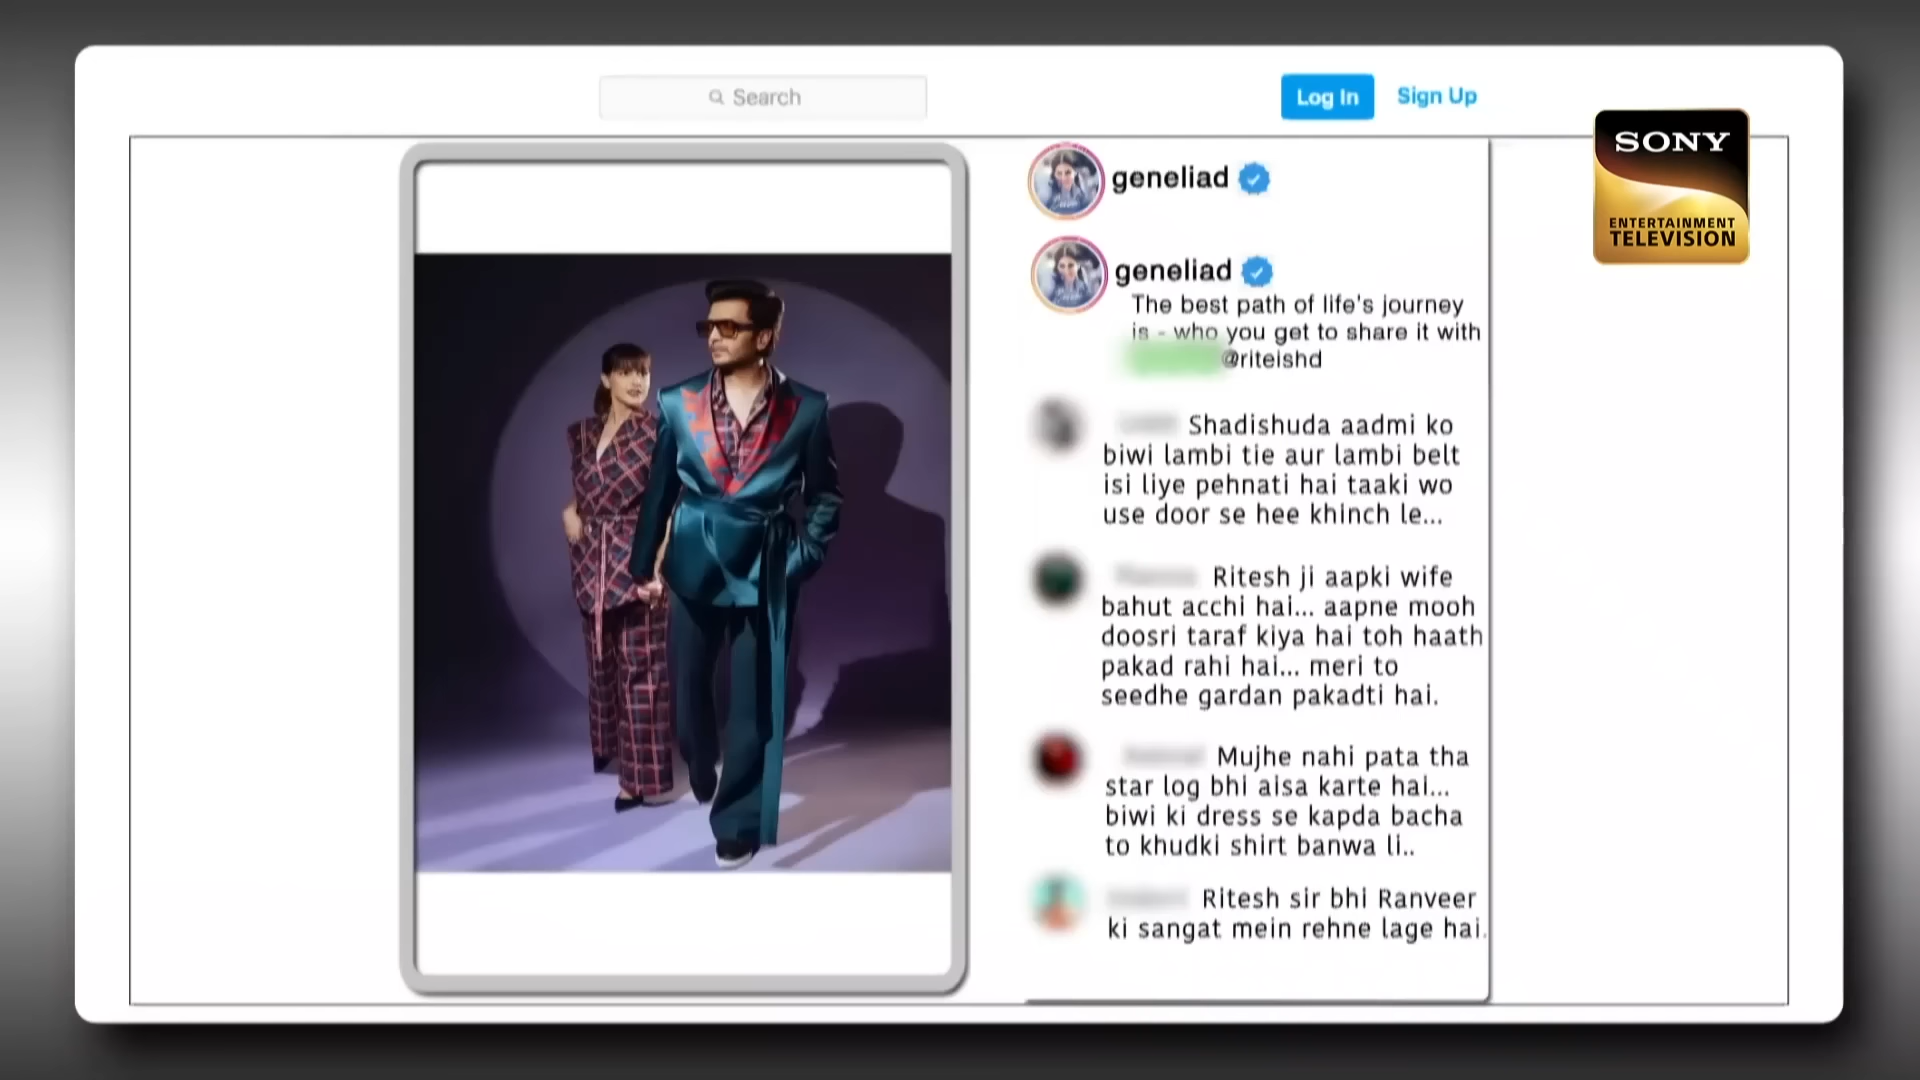 Search
Log In
Sign Up
SONY
ENTERTAINMENT
TELEVISION
geneliad
geneliad
The best path of life's journey
is - who you get to share it with
@riteishd
Shadishuda aadmi ko
biwi lambi tie aur lambi belt
isi liye pehnati hai taaki wo
use door se hee khinch le...
Ritesh ji aapki wife
bahut acchi hai... aapne mooh
doosri taraf kiya hai toh haath
pakad rahi hai... meri to
seedhe gardan pakadti hai.
Mujhe nahi pata tha
star log bhi aisa karte hai...
biwi ki dress se kapda bacha
to khudki shirt banwa li..
Ritesh sir bhi Ranveer
ki sangat mein rehne lage hai.